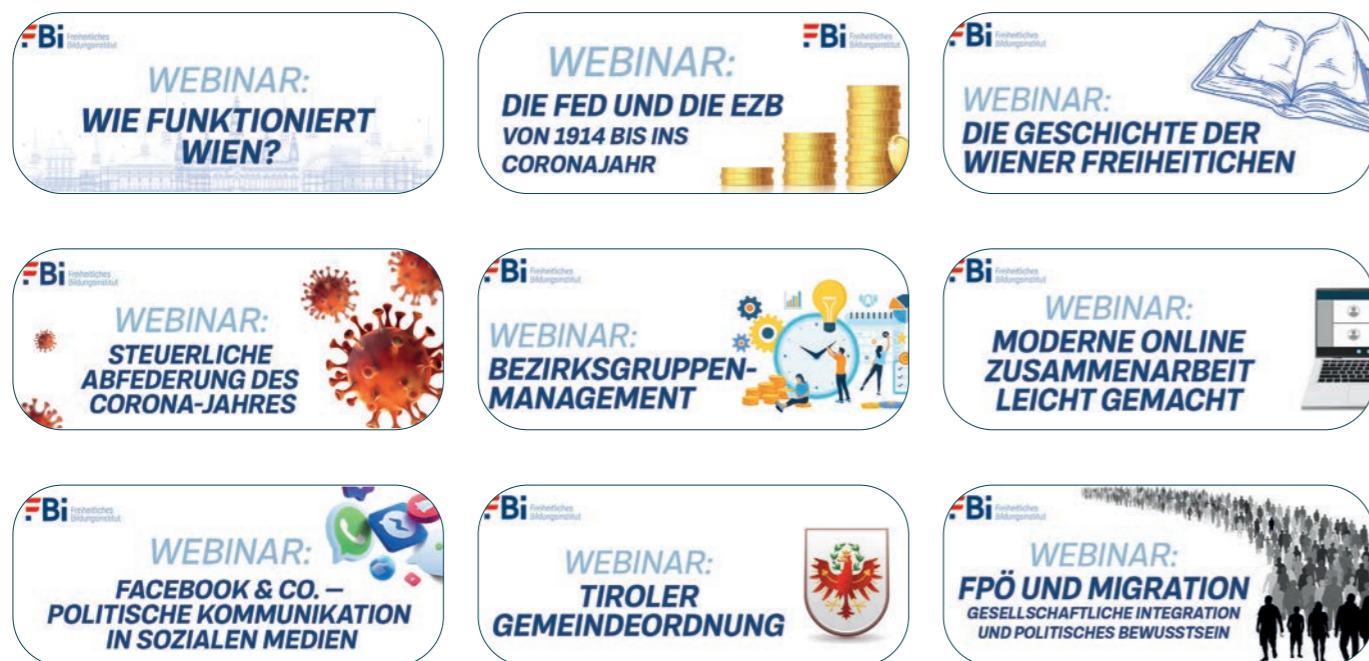 FBi Freiheitliches
Bildungsinstitut
WEBINAR:
WIE FUNKTIONIERT
WIEN?
FBi Freiheitliches
Bildungsinstitut
WEBINAR:
DIE FED UND DIE EZB
VON 1914 BIS INS
CORONAJAHR
FBi Freiheitliches
Bildungsinstitut
WEBINAR:
DIE GESCHICHTE DER
WIENER FREIHEITICHEN
FBi Freiheitliches
Bildungsinstitut
WEBINAR:
STEUERLICHE
ABFEDERUNG DES
CORONA-JAHRES
FBi Freiheitliches
Bildungsinstitut
WEBINAR:
BEZIRKSGRUPPEN-
MANAGEMENT
FBi Freiheitliches
Bildungsinstitut
WEBINAR:
MODERNE ONLINE
ZUSAMMENARBEIT
LEICHT GEMACHT
FBi Freiheitliches
Bildungsinstitut
WEBINAR:
FACEBOOK & CO. –
POLITISCHE KOMMUNIKATION
IN SOZIALEN MEDIEN
FBi Freiheitliches
Bildungsinstitut
WEBINAR:
TIROLER
GEMEINDEORDNUNG
FBi Freiheitliches
Bildungsinstitut
WEBINAR:
FPÖ UND MIGRATION
GESELLSCHAFTLICHE INTEGRATION
UND POLITISCHES BEWUSSTSEIN